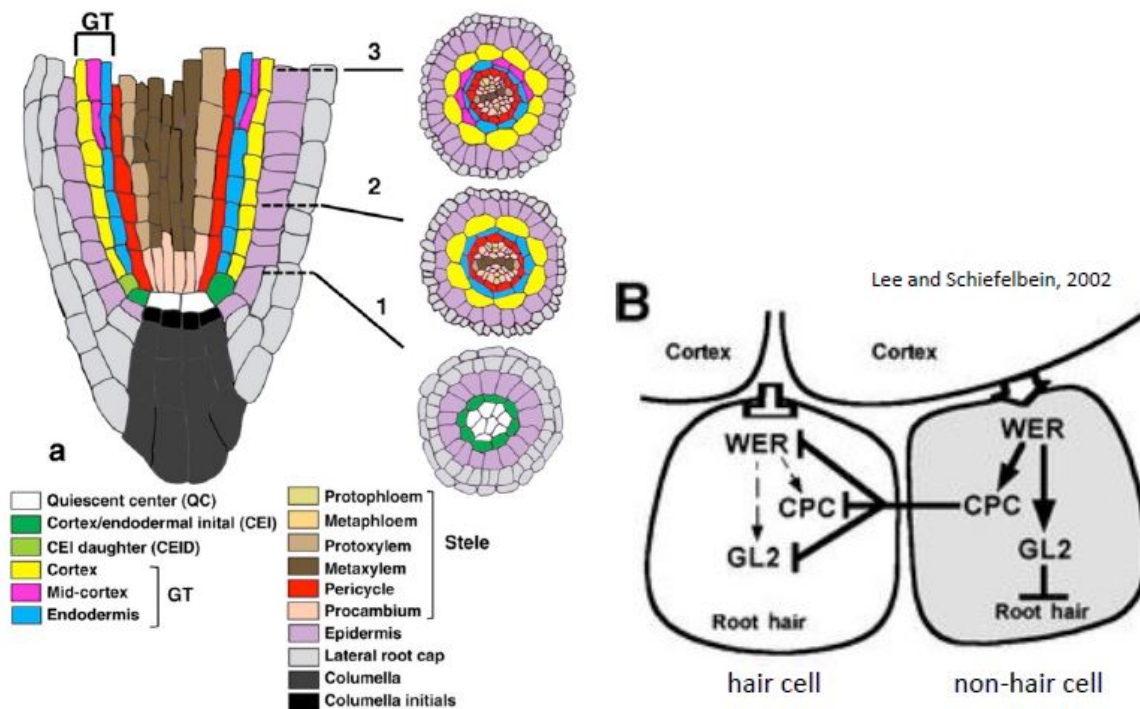 GT
3
2
1
a
Quiescent center (QC)
Cortex/endodermal inital (CEI)
CEI daughter (CEID)
Cortex
Mid-cortex
Endodermis
GT
Protophloem
Metaphloem
Protoxylem
Metaxylem
Pericycle
Procambium
Stele
Epidermis
Lateral root cap
Columella
Columella initials
Lee and Schiefelbein, 2002
B
Cortex
Cortex
WER
CPC
GL2
Root hair
WER
CPC
GL2
Root hair
hair cell
non-hair cell